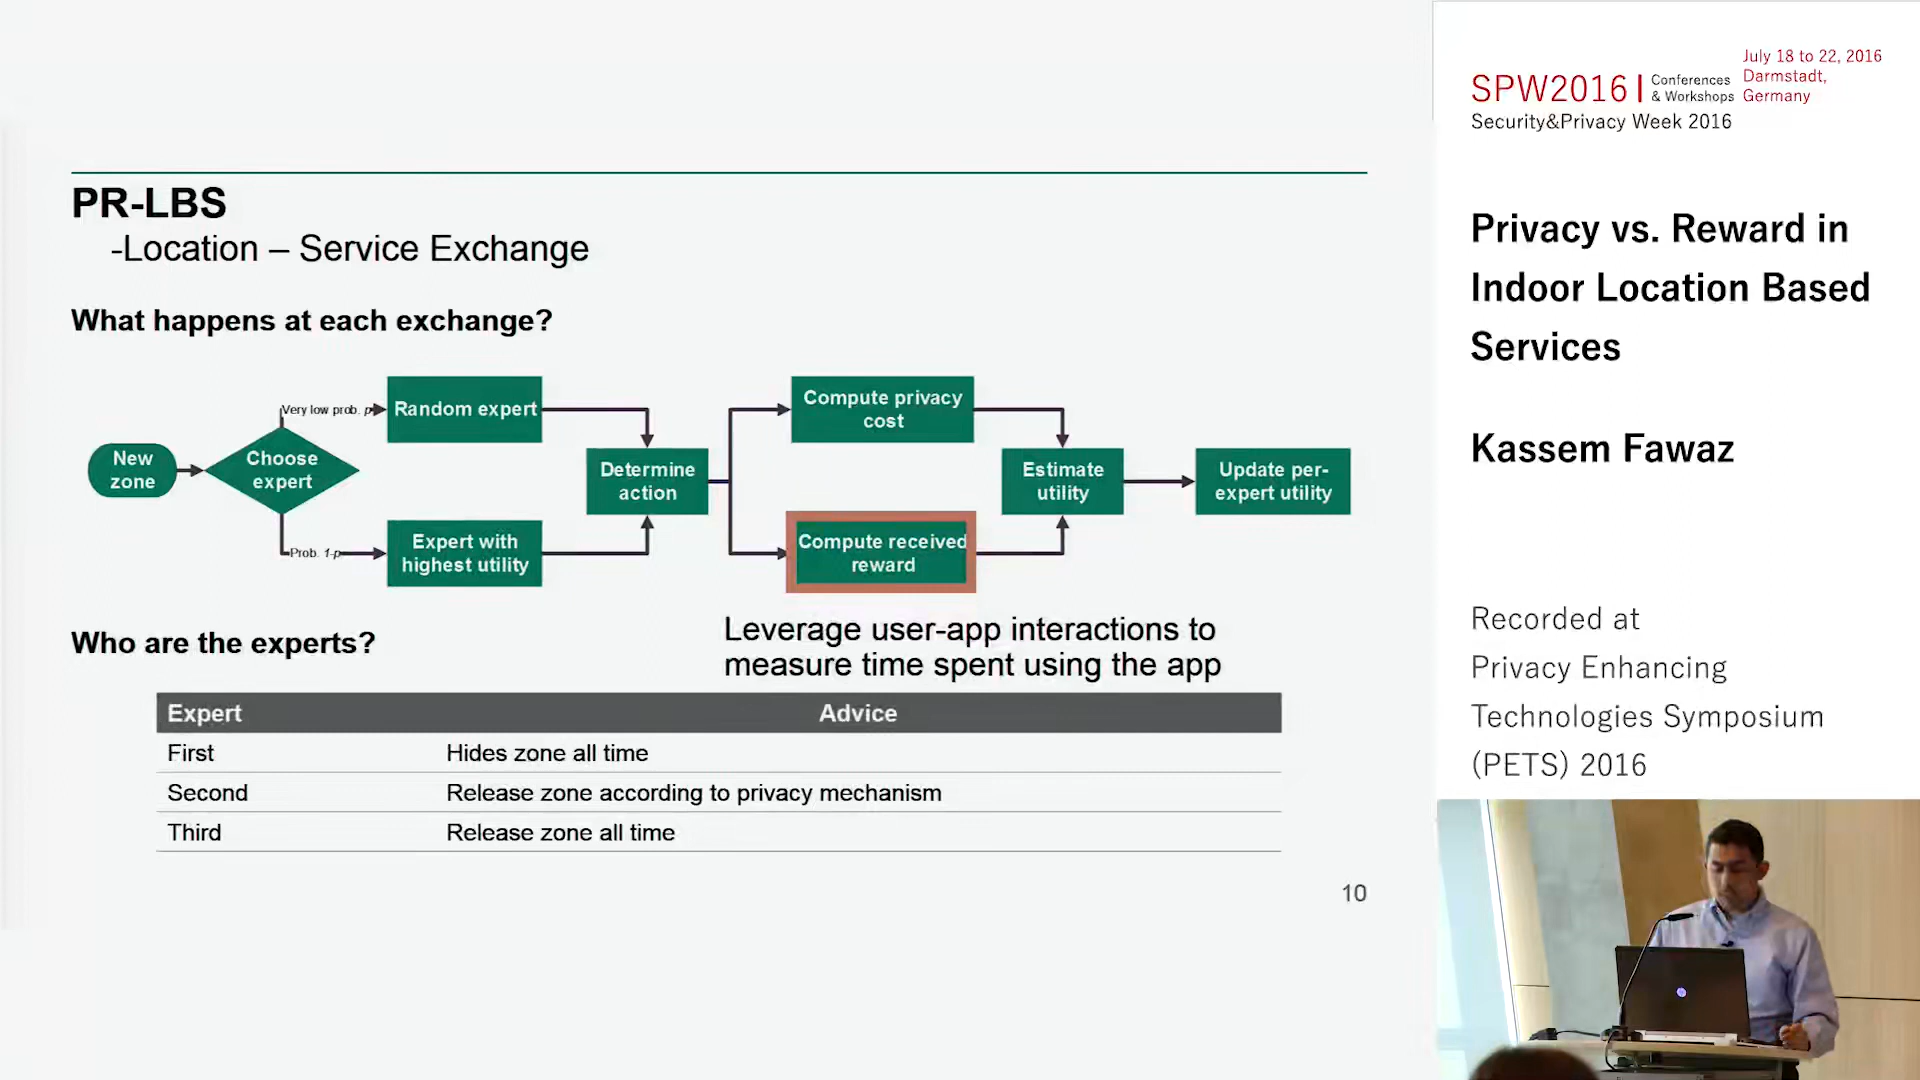 PR-LBS
-Location – Service Exchange
What happens at each exchange?
New
zone
Choose
expert
Very low prob. p
Prob. 1-p
Random expert
Expert with
highest utility
Determine
action
Compute privacy
cost
Compute received
reward
Estimate
utility
Update per-
expert utility
Leverage user-app interactions to
measure time spent using the app
Who are the experts?
Expert Advice
First Hides zone all time
Second Release zone according to privacy mechanism
Third Release zone all time
10
July 18 to 22, 2016
Darmstadt,
Germany
SPW2016 | Conferences
& Workshops
Security&Privacy Week 2016
Privacy vs. Reward in
Indoor Location Based
Services
Kassem Fawaz
Recorded at
Privacy Enhancing
Technologies Symposium
(PETS) 2016